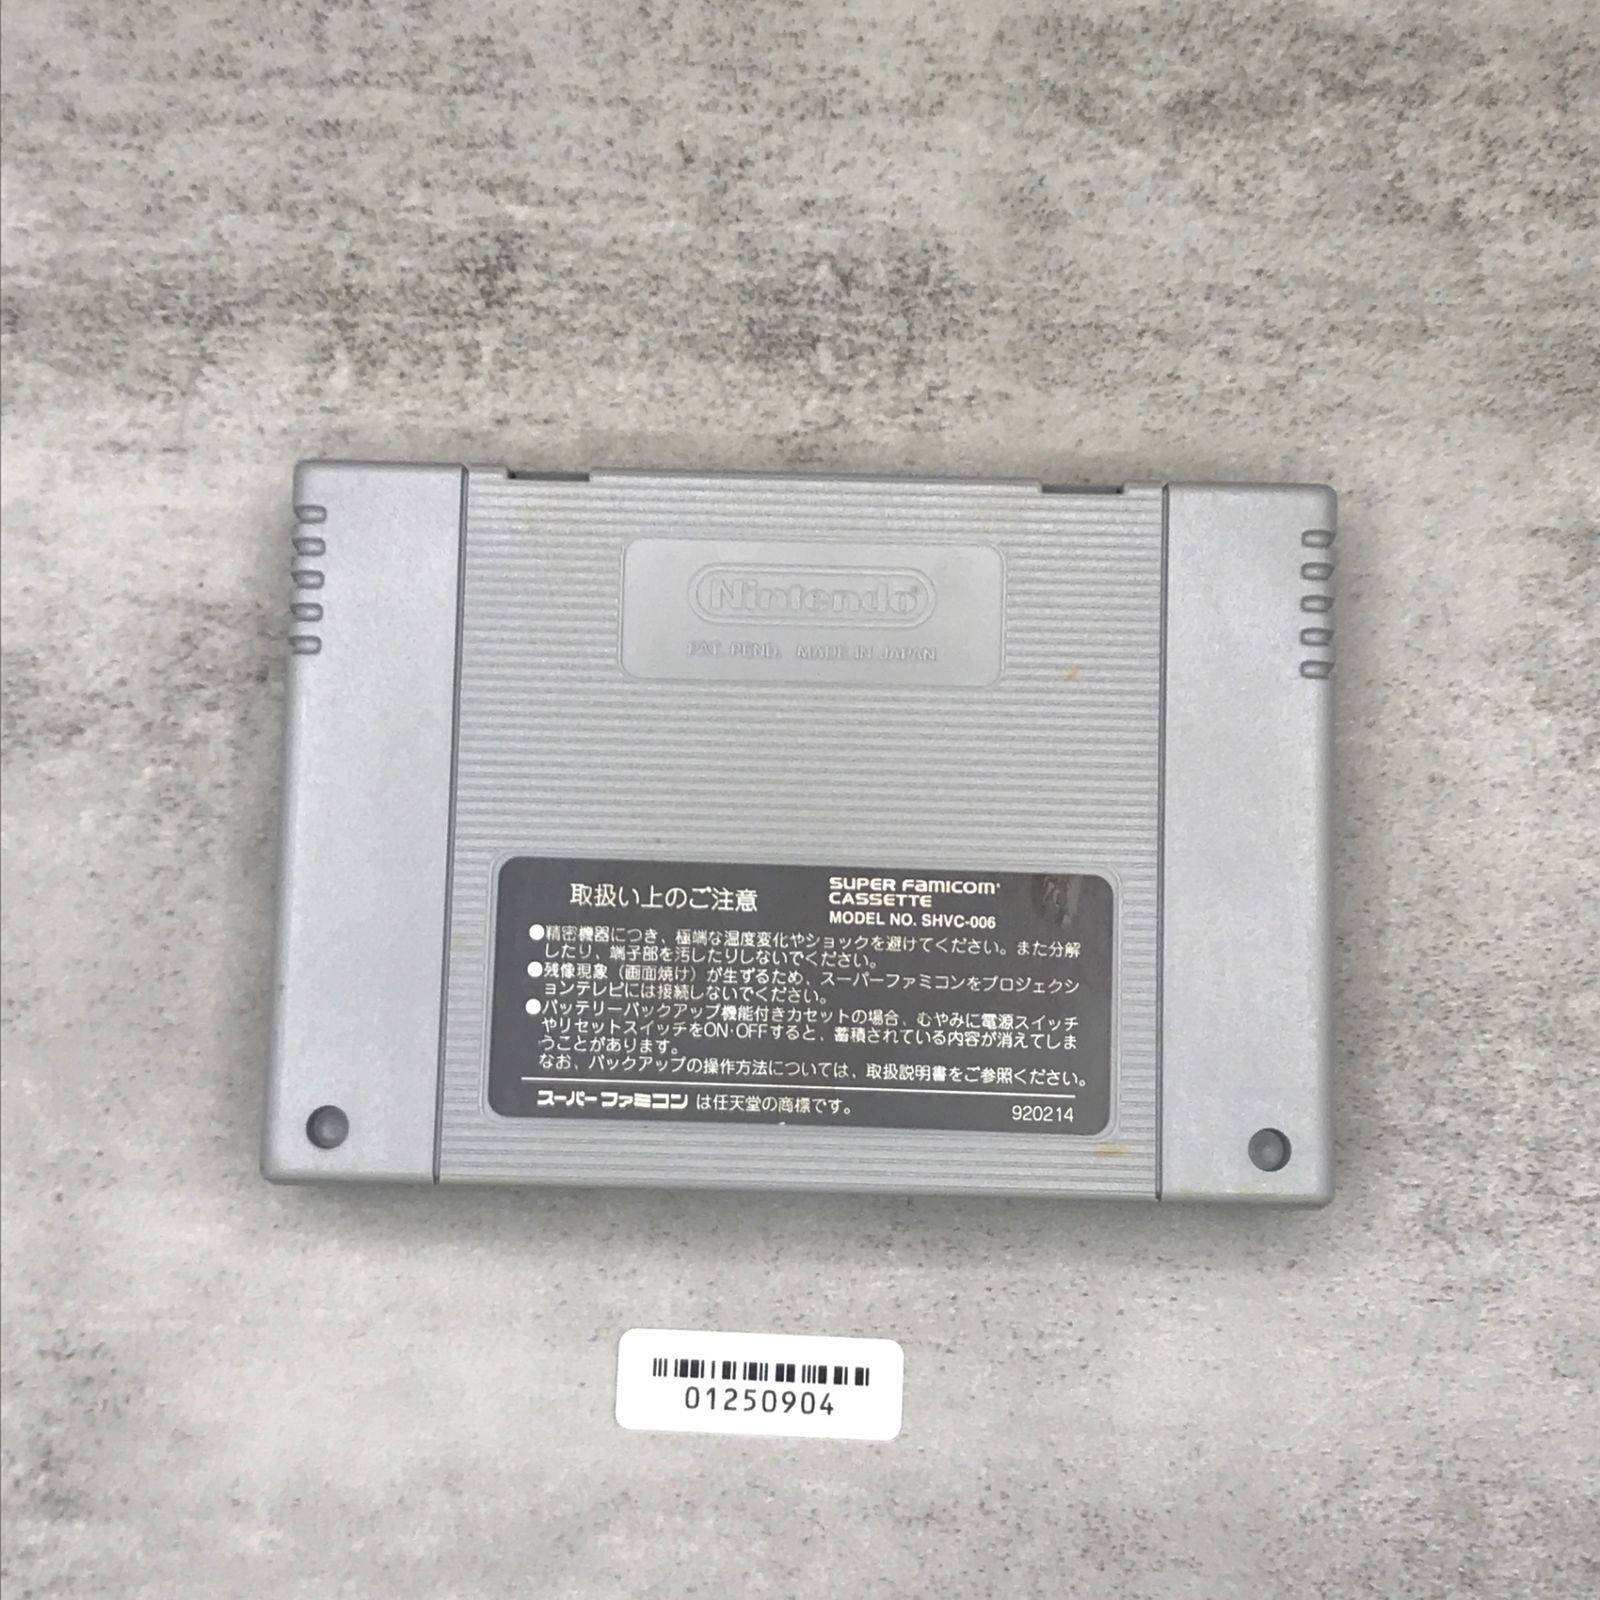 Nintendo
PAT. PEND. MADE IN JAPAN
取扱い上のご注意
SUPER FAMICOM
CASSETTE
MODEL NO. SHVC-006
●精密機器につき、極端な温度変化やショックを避けてください。また分解
したり、端子部を汚したりしないでください。
●残像現象（画面焼け）が生ずるため、スーパーファミコンをプロジェクシ
ョンテレビには接続しないでください。
●バッテリーバックアップ機能付きカセットの場合、むやみに電源スイッチ
やリセットスイッチをON·OFFすると、蓄積されている内容が消えてしま
うことがあります。
なお、バックアップの操作方法については、取扱説明書をご参照ください。
スーパーファミコン は任天堂の商標です。
920214
01250904